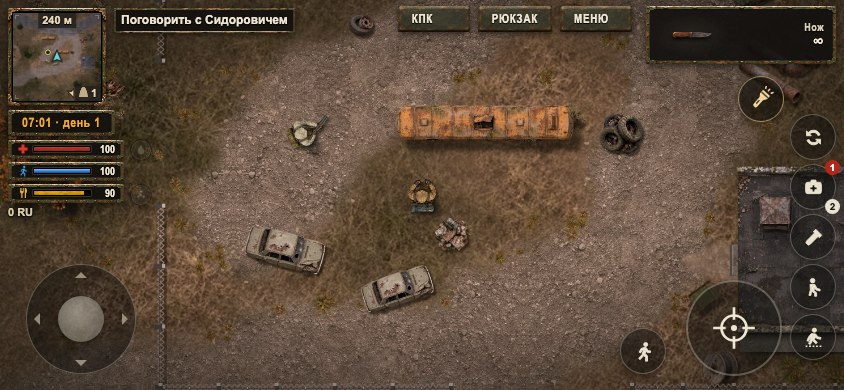 240 м
Поговорить с Сидоровичем
КПК
РЮКЗАК
МЕНЮ
Нож
∞
1
07:01 · день 1
100
100
90
0 RU
1
2